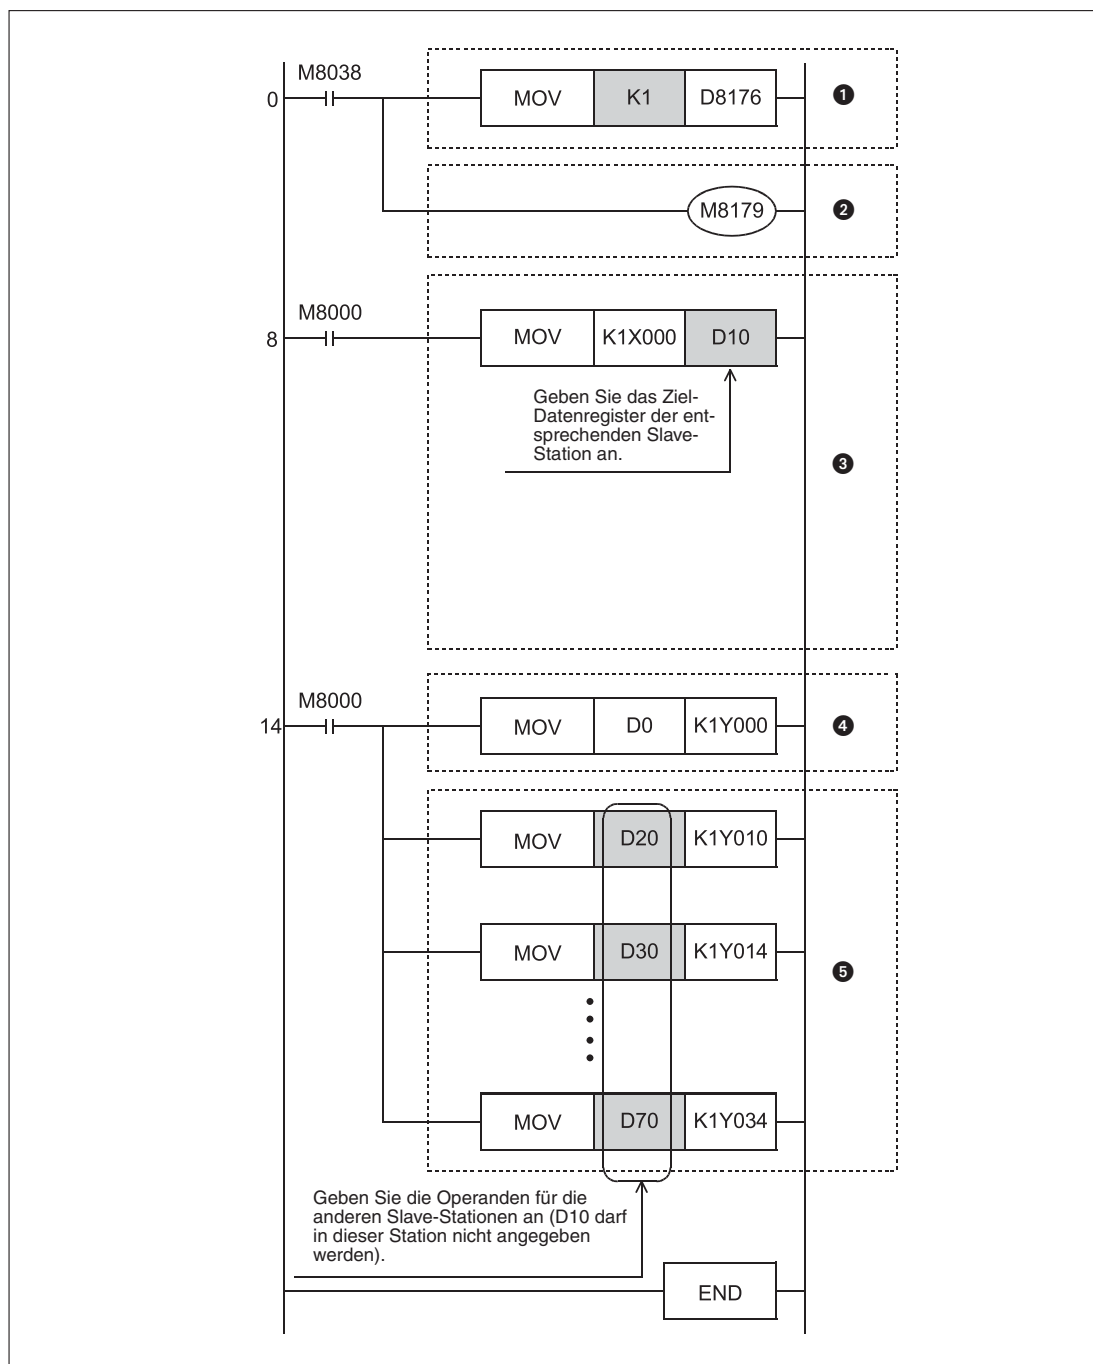 M8038
0 MOV K1 D8176 ❶
M8179 ❷
M8000
8 MOV K1X000 D10
Geben Sie das Ziel-
Datenregister der ent-
sprechenden Slave-
Station an.
❸
M8000
14 MOV D0 K1Y000 ❹
MOV D20 K1Y010
MOV D30 K1Y014
❺
MOV D70 K1Y034
Geben Sie die Operanden für die
anderen Slave-Stationen an (D10 darf
in dieser Station nicht angegeben
werden).
END